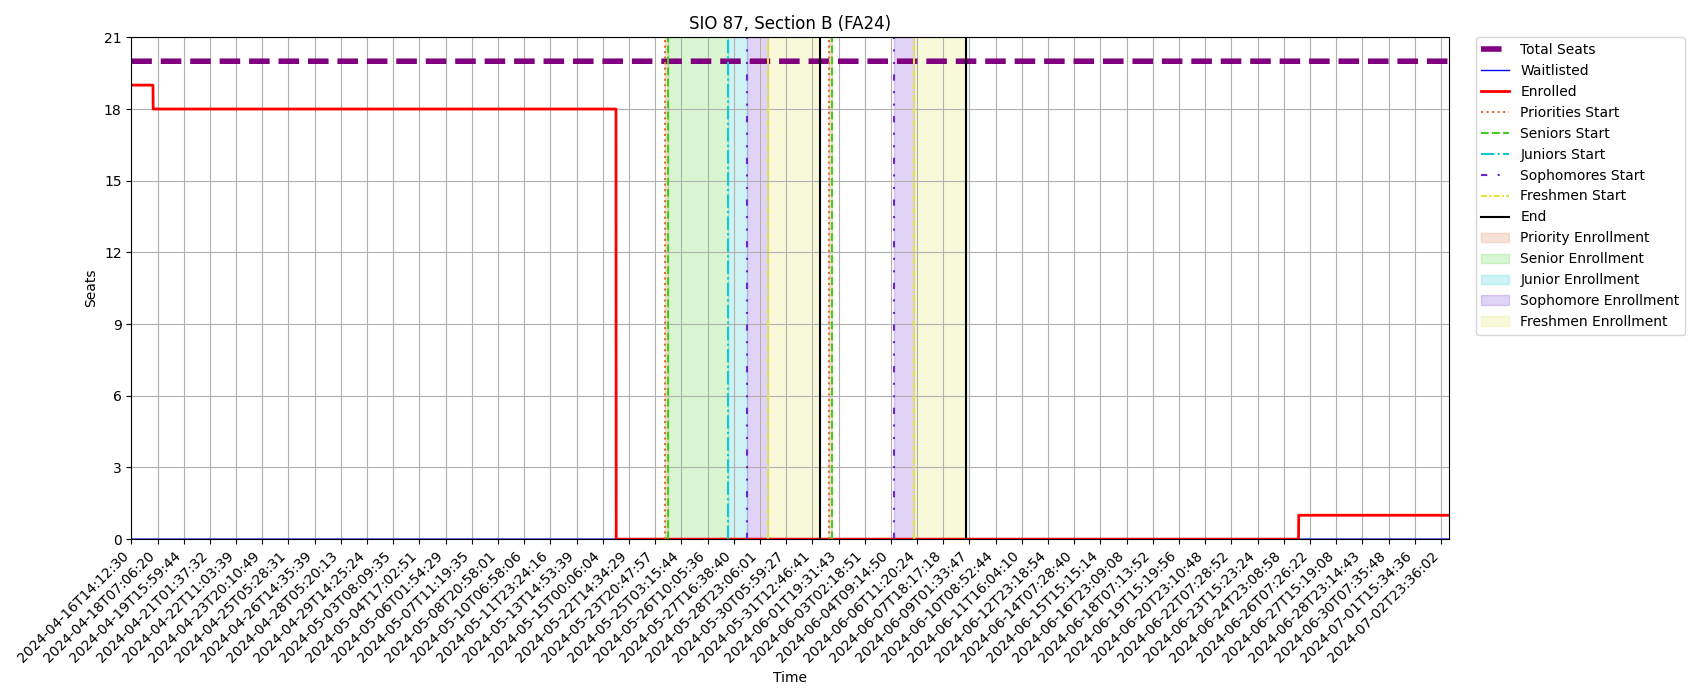 SIO 87, Section B (FA24)
Seats
21
18
15
12
9
6
3
0
2024-04-16T14:12:30
2024-04-18T07:06:20
2024-04-19T15:59:44
2024-04-21T01:37:32
2024-04-22T11:03:39
2024-04-23T20:10:49
2024-04-25T05:28:31
2024-04-26T14:35:39
2024-04-28T05:20:13
2024-04-29T14:25:24
2024-05-03T08:09:35
2024-05-04T17:02:51
2024-05-06T01:54:29
2024-05-07T11:19:35
2024-05-08T20:58:01
2024-05-10T06:58:06
2024-05-11T23:24:16
2024-05-13T14:53:39
2024-05-15T00:06:04
2024-05-22T14:34:29
2024-05-23T20:47:57
2024-05-25T03:15:44
2024-05-26T10:05:36
2024-05-27T16:38:40
2024-05-28T23:06:01
2024-05-30T05:59:27
2024-05-31T12:46:41
2024-06-01T19:31:43
2024-06-03T02:18:51
2024-06-04T09:14:50
2024-06-06T11:20:24
2024-06-07T18:17:18
2024-06-09T01:33:47
2024-06-10T08:52:44
2024-06-11T16:04:10
2024-06-12T23:18:54
2024-06-14T07:28:40
2024-06-15T15:15:14
2024-06-16T23:09:08
2024-06-18T07:13:52
2024-06-19T15:19:56
2024-06-20T23:10:48
2024-06-22T07:28:52
2024-06-23T15:23:24
2024-06-24T23:08:58
2024-06-26T07:26:22
2024-06-27T15:19:08
2024-06-28T23:14:43
2024-06-30T07:35:48
2024-07-01T15:34:36
2024-07-02T23:36:02
Time
Total Seats
Waitlisted
Enrolled
Priorities Start
Seniors Start
Juniors Start
Sophomores Start
Freshmen Start
End
Priority Enrollment
Senior Enrollment
Junior Enrollment
Sophomore Enrollment
Freshmen Enrollment